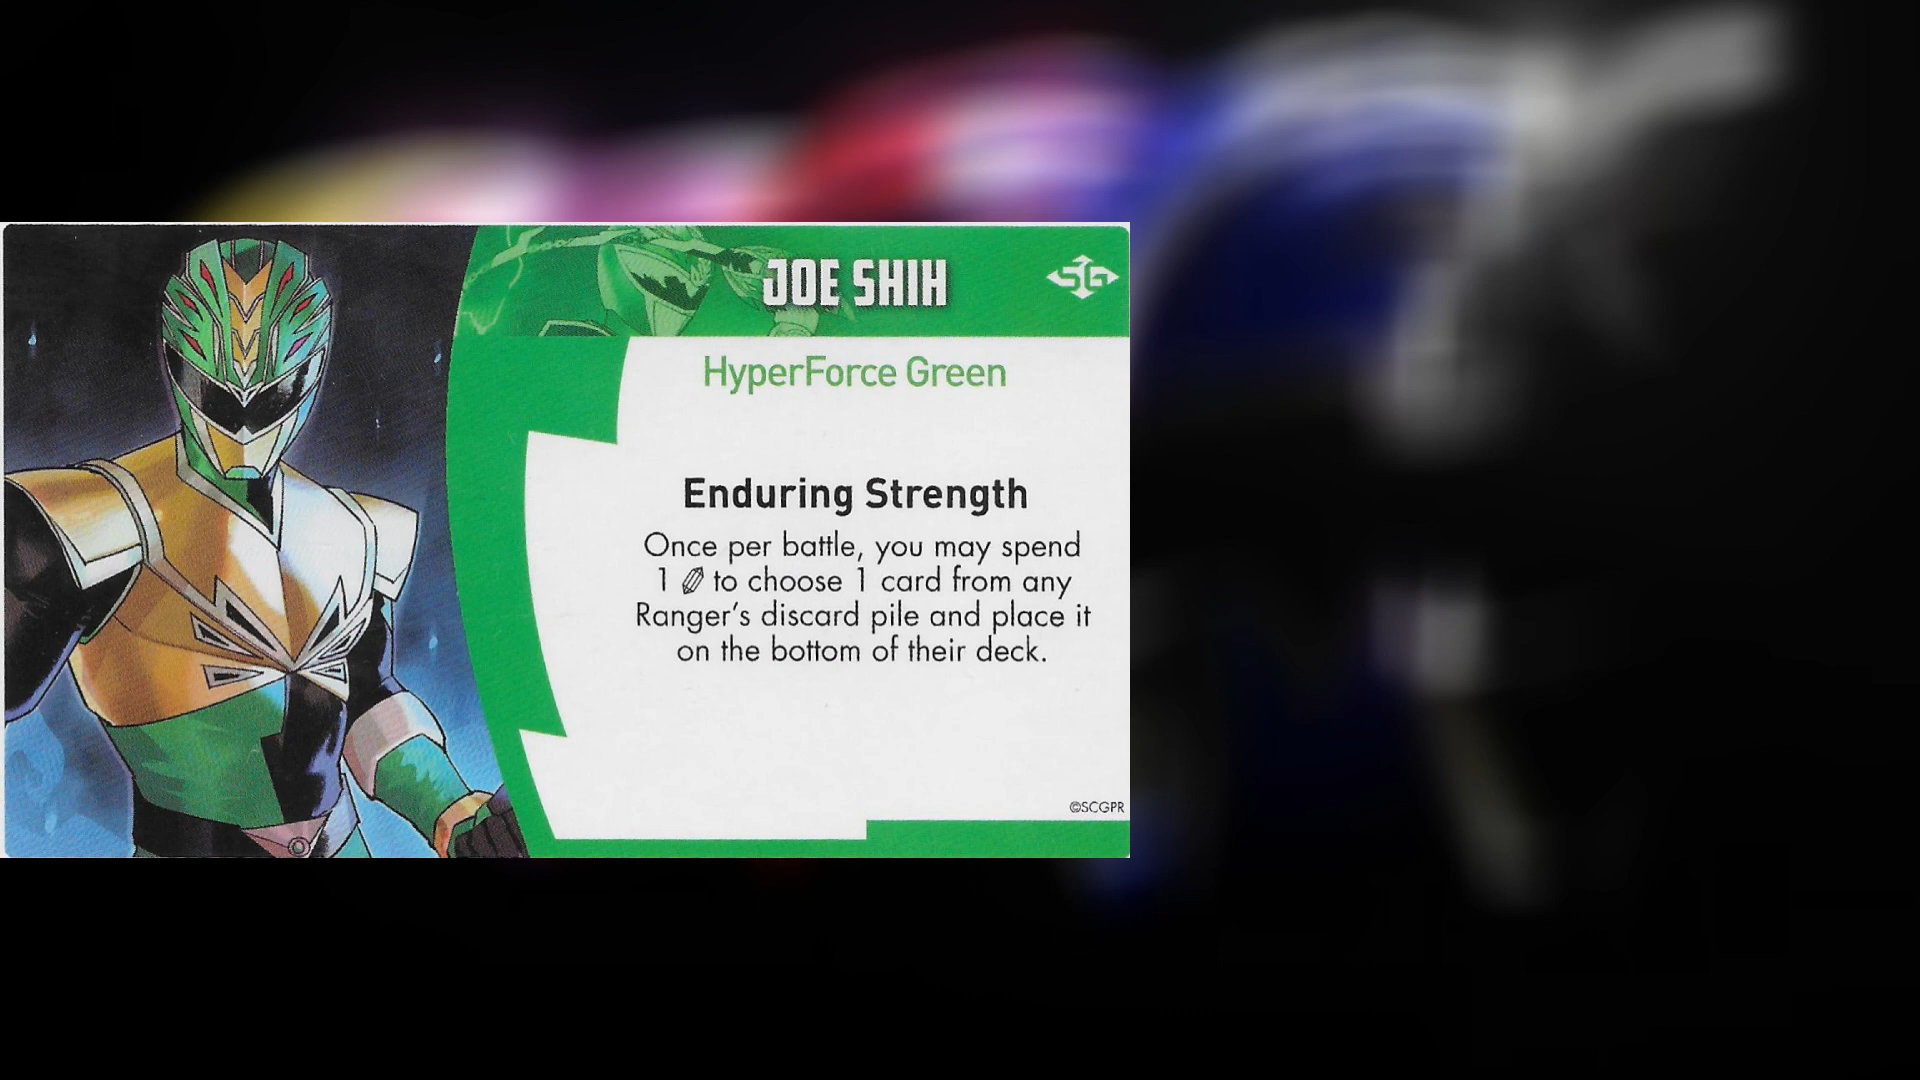 JOE SHIH
SG
HyperForce Green
Enduring Strength
Once per battle, you may spend
1 to choose 1 card from any
Ranger's discard pile and place it
on the bottom of their deck.
©SCGPR